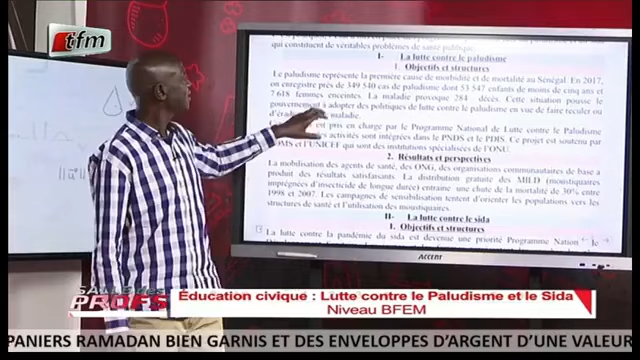 tfm
qui constituent de véritables problèmes de santé publique.
I- La lutte contre le paludisme
1. Objectifs et structures
Le paludisme représente la première cause de morbidité et de mortalité au Sénégal. En 2017,
on enregistre près de 349 540 cas de paludisme dont 53 547 enfants de moins de cinq ans et
7 618 femmes enceintes. La maladie provoque 284 décès. Cette situation pousse le
gouvernement à adopter des politiques de lutte contre le paludisme en vue de faire reculer ou
maladie.
est pris en charge par le Programme National de Lutte contre le Paludisme
activités sont intégrées dans le PNDS et le PDIS. Ce projet est soutenu par
l'OMS et l'UNICEF qui sont des institutions spécialisées de l'ONU.
2. Résultats et perspectives
La mobilisation des agents de santé, des ONG, des organisations communautaires de base a
produit des résultats satisfaisants. La distribution gratuite des MILD (moustiquaires
imprégnées d'insecticide de longue durée) entraine une chute de la mortalité de 30% entre
1998 et 2007. Les campagnes de sensibilisation tentent d'orienter les populations vers les
structures de santé et l'utilisation des moustiquaires.
II- La lutte contre le sida
1. Objectifs et structures
La lutte contre la pandémie du sida est devenue une priorité Programme
ACCENT
SALLE DES
PROFS
Éducation civique : Lutte contre le Paludisme et le Sida
Niveau BFEM
PANIERS RAMADAN BIEN GARNIS ET DES ENVELOPPES D'ARGENT D'UNE VALEUR